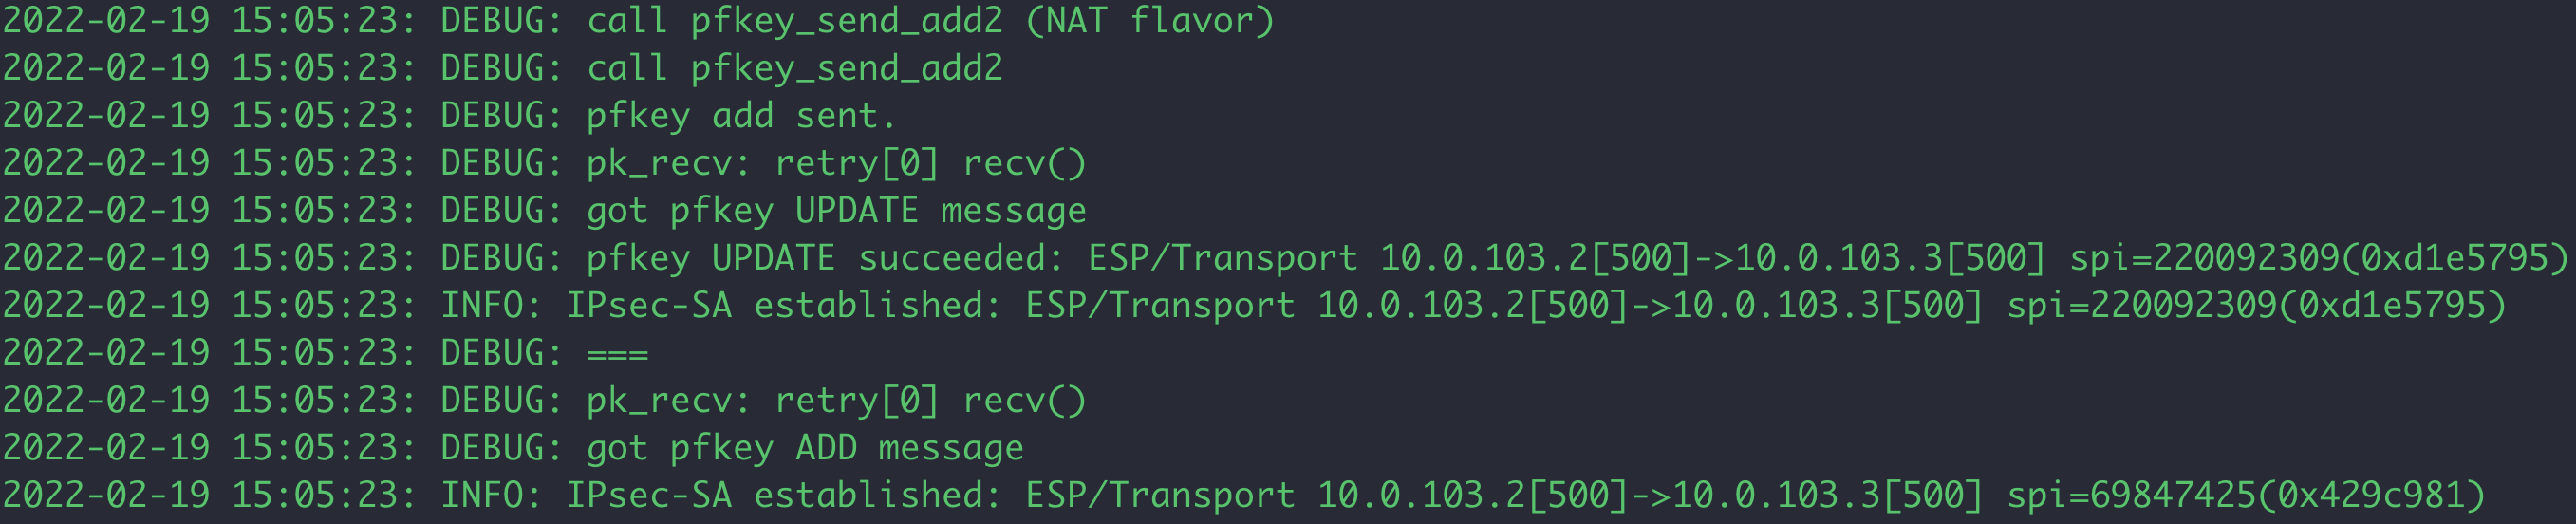 2022-02-19 15:05:23: DEBUG: call pfkey_send_add2 (NAT flavor)
2022-02-19 15:05:23: DEBUG: call pfkey_send_add2
2022-02-19 15:05:23: DEBUG: pfkey add sent.
2022-02-19 15:05:23: DEBUG: pk_recv: retry[0] recv()
2022-02-19 15:05:23: DEBUG: got pfkey UPDATE message
2022-02-19 15:05:23: DEBUG: pfkey UPDATE succeeded: ESP/Transport 10.0.103.2[500]->10.0.103.3[500] spi=220092309(0xd1e5795)
2022-02-19 15:05:23: INFO: IPsec-SA established: ESP/Transport 10.0.103.2[500]->10.0.103.3[500] spi=220092309(0xd1e5795)
2022-02-19 15:05:23: DEBUG: ===
2022-02-19 15:05:23: DEBUG: pk_recv: retry[0] recv()
2022-02-19 15:05:23: DEBUG: got pfkey ADD message
2022-02-19 15:05:23: INFO: IPsec-SA established: ESP/Transport 10.0.103.2[500]->10.0.103.3[500] spi=69847425(0x429c981)